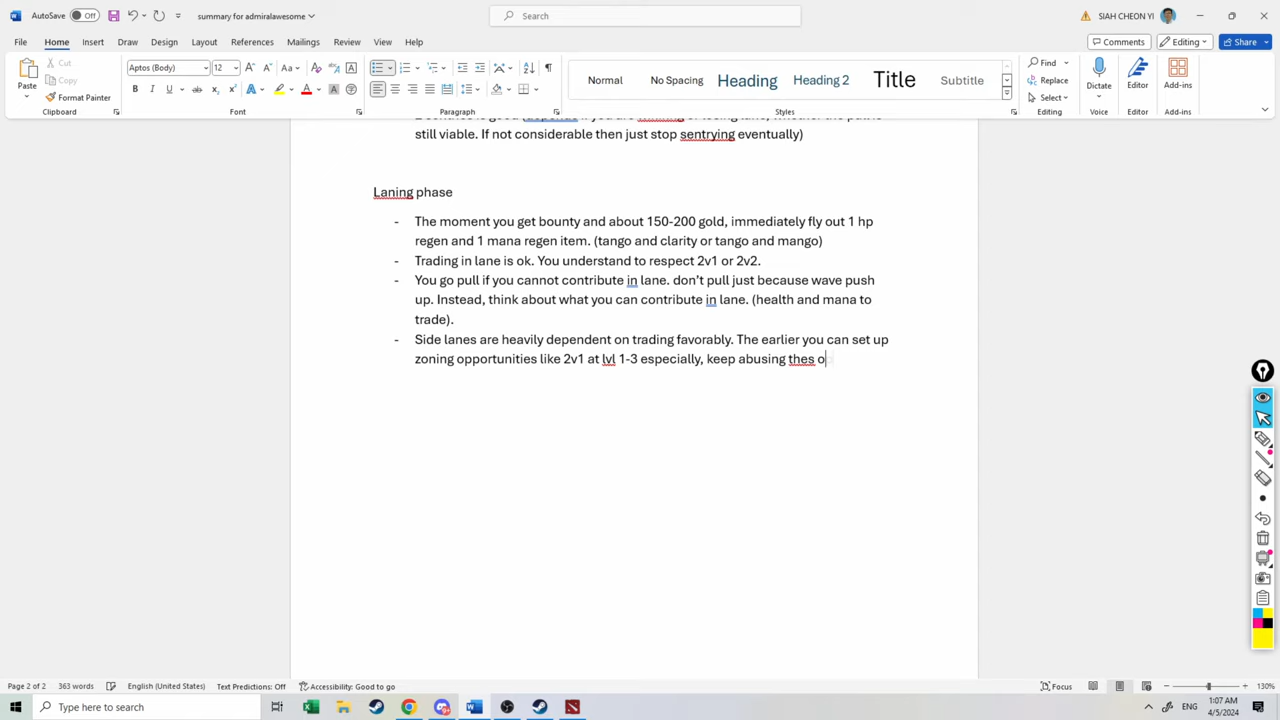 AutoSave Off summary for admiralawesome Search SIAH CHEON YI
File Home Insert Draw Design Layout References Mailings Review View Help Comments Editing Share
Paste Cut Copy Format Painter
Clipboard
Aptos (Body) 12
Font
Paragraph
Normal No Spacing Heading Heading 2 Title Subtitle
Styles
Find Replace Select
Editing
Dictate
Voice
Editor
Editor
Add-ins
Add-ins
still viable. If not considerable then just stop sentrying eventually)
Laning phase
- The moment you get bounty and about 150-200 gold, immediately fly out 1 hp
regen and 1 mana regen item. (tango and clarity or tango and mango)
- Trading in lane is ok. You understand to respect 2v1 or 2v2.
- You go pull if you cannot contribute in lane. don't pull just because wave push
up. Instead, think about what you can contribute in lane. (health and mana to
trade).
- Side lanes are heavily dependent on trading favorably. The earlier you can set up
zoning opportunities like 2v1 at lvl 1-3 especially, keep abusing thes o
Page 2 of 2 363 words English (United States) Text Predictions: Off Accessibility: Good to go Focus 130%
Type here to search ENG 1:07 AM
4/5/2024